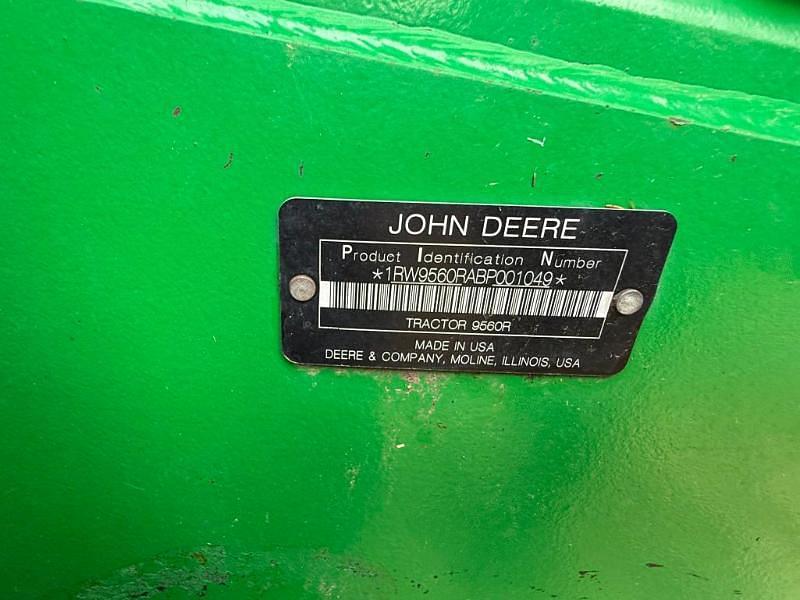 JOHN DEERE
Product Identification Number
*1RW9560RABP001049*
TRACTOR 9560R
MADE IN USA
DEERE & COMPANY, MOLINE, ILLINOIS, USA